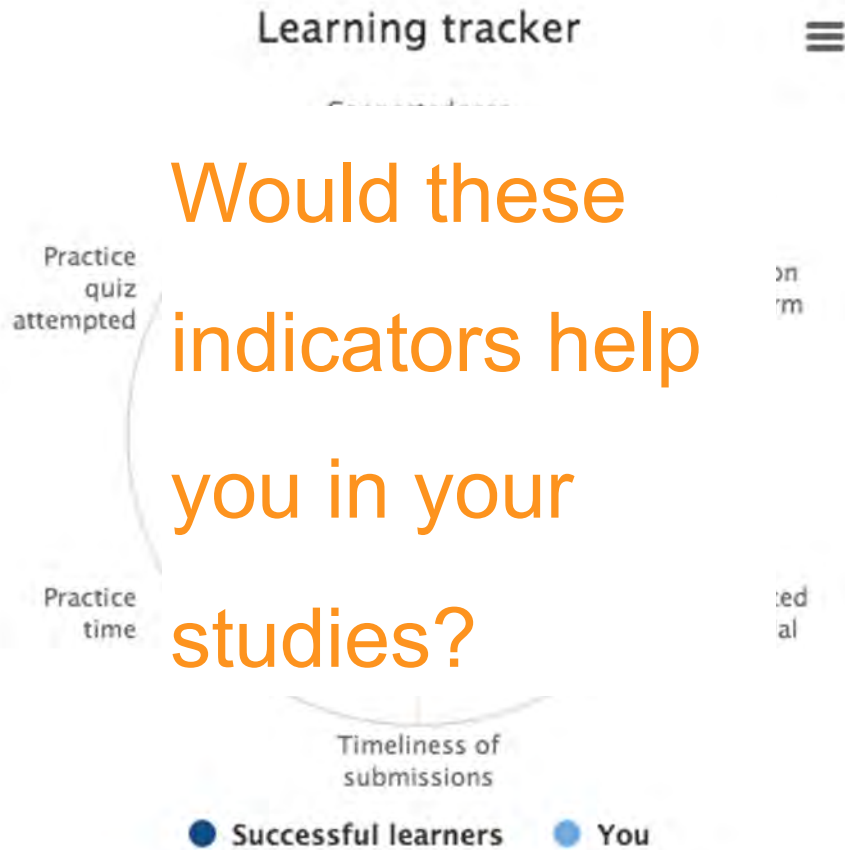 Learning tracker
Would these
Practice
quiz
attempted
indicators help
you in your
Practice
time
studies?
Timeliness of
submissions
Successful learners
You